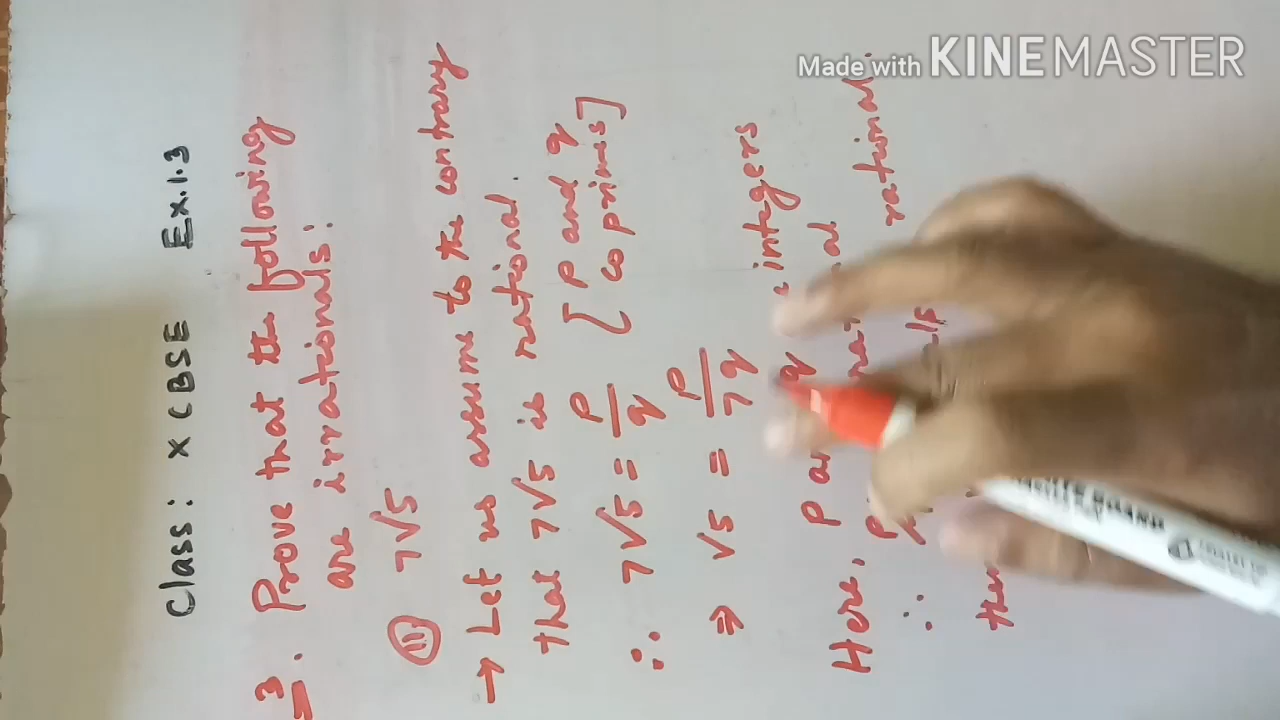 Made with KINEMASTER
Class: X CBSE Ex.1.3
3. Prove that the following
are irrationals:
(ii) 7√5
→ Let us assume to the contrary
that 7√5 is rational.
∴ 7√5 = p/q [p and q
co primes]
⇒ √5 = p/7q
Here, p q integers
p
∴ rational.